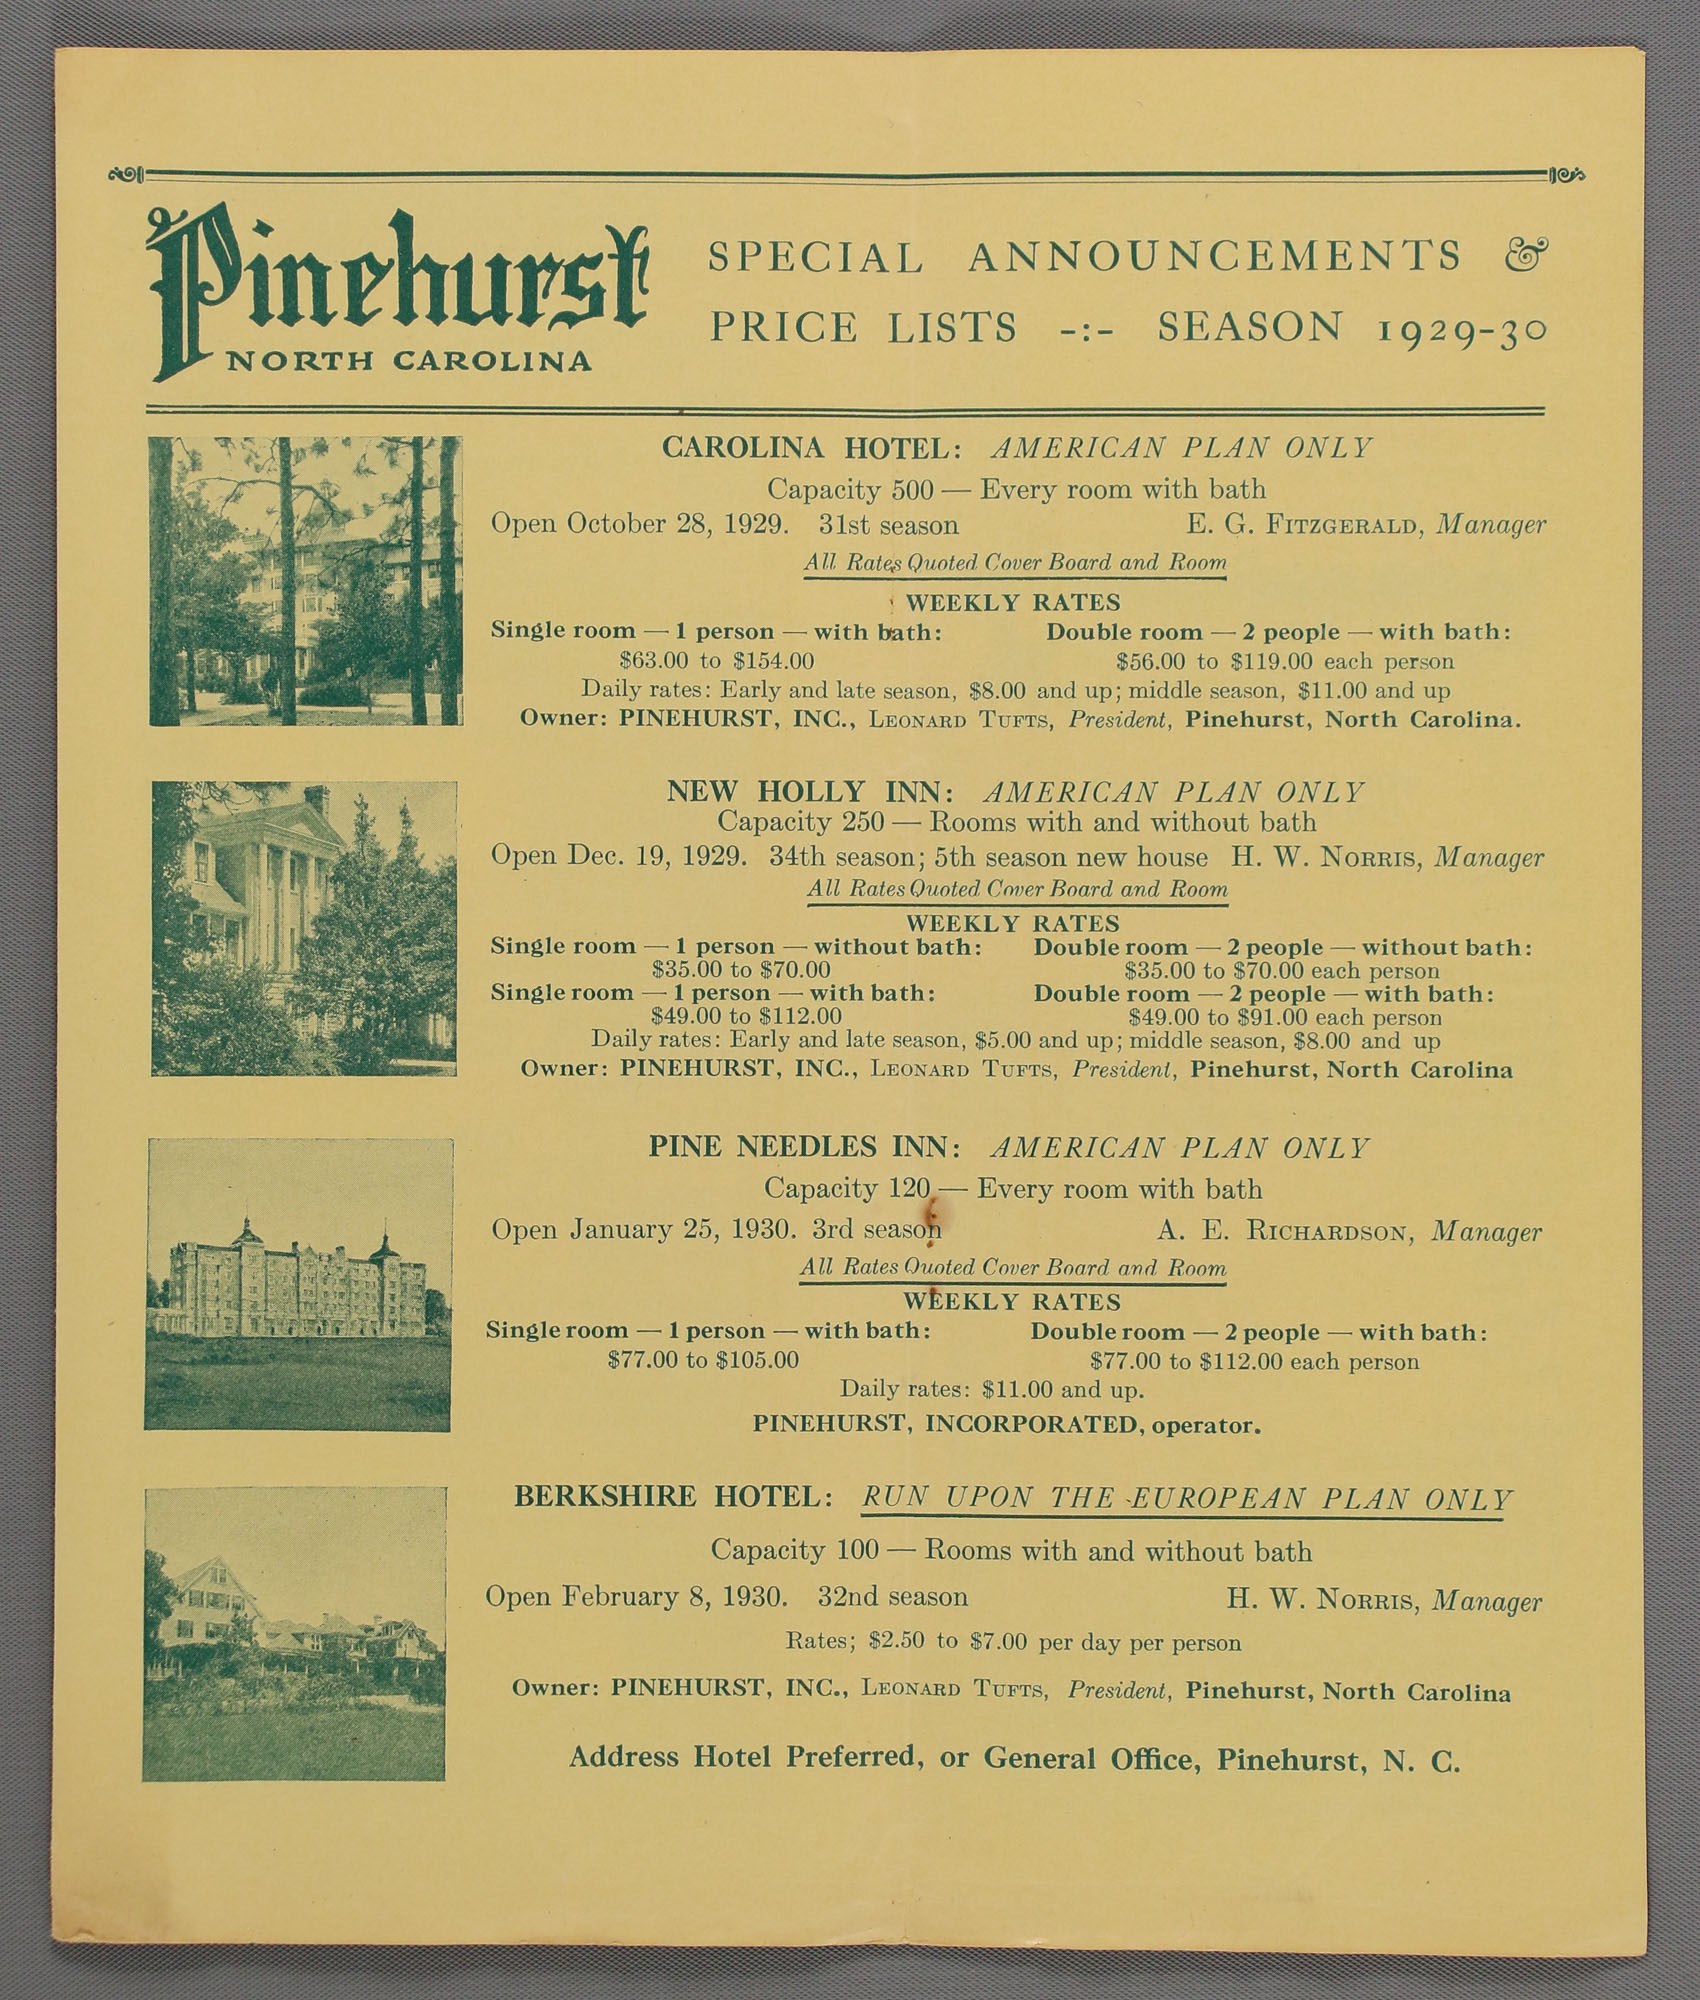 Pinehurst
NORTH CAROLINA
SPECIAL ANNOUNCEMENTS &
PRICE LISTS -:- SEASON 1929-30
CAROLINA HOTEL: AMERICAN PLAN ONLY
Capacity 500 — Every room with bath
Open October 28, 1929. 31st season E. G. FITZGERALD, Manager
All Rates Quoted Cover Board and Room
WEEKLY RATES
Single room — 1 person — with bath: Double room — 2 people — with bath:
$63.00 to $154.00 $56.00 to $119.00 each person
Daily rates: Early and late season, $8.00 and up; middle season, $11.00 and up
Owner: PINEHURST, INC., LEONARD TUFTS, President, Pinehurst, North Carolina.
NEW HOLLY INN: AMERICAN PLAN ONLY
Capacity 250 — Rooms with and without bath
Open Dec. 19, 1929. 34th season; 5th season new house H. W. NORRIS, Manager
All Rates Quoted Cover Board and Room
WEEKLY RATES
Single room — 1 person — without bath: Double room — 2 people — without bath:
$35.00 to $70.00 $35.00 to $70.00 each person
Single room — 1 person — with bath: Double room — 2 people — with bath:
$49.00 to $112.00 $49.00 to $91.00 each person
Daily rates: Early and late season, $5.00 and up; middle season, $8.00 and up
Owner: PINEHURST, INC., LEONARD TUFTS, President, Pinehurst, North Carolina
PINE NEEDLES INN: AMERICAN PLAN ONLY
Capacity 120 — Every room with bath
Open January 25, 1930. 3rd season A. E. RICHARDSON, Manager
All Rates Quoted Cover Board and Room
WEEKLY RATES
Single room — 1 person — with bath: Double room — 2 people — with bath:
$77.00 to $105.00 $77.00 to $112.00 each person
Daily rates: $11.00 and up.
PINEHURST, INCORPORATED, operator.
BERKSHIRE HOTEL: RUN UPON THE EUROPEAN PLAN ONLY
Capacity 100 — Rooms with and without bath
Open February 8, 1930. 32nd season H. W. NORRIS, Manager
Rates; $2.50 to $7.00 per day per person
Owner: PINEHURST, INC., LEONARD TUFTS, President, Pinehurst, North Carolina
Address Hotel Preferred, or General Office, Pinehurst, N. C.